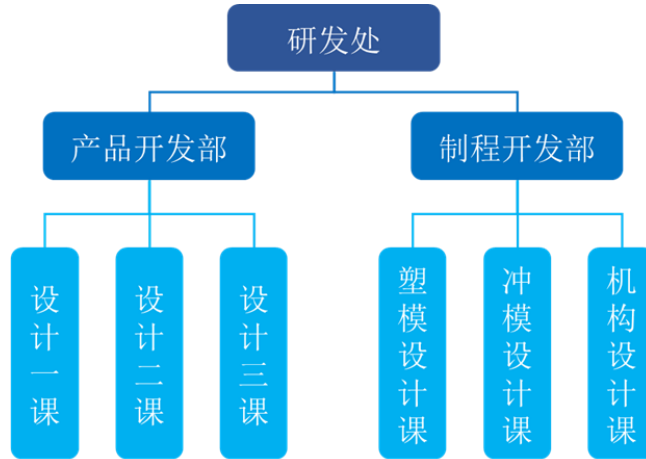 研发处
产品开发部
制程开发部
设计一课
设计二课
设计三课
塑模设计课
冲模设计课
机构设计课